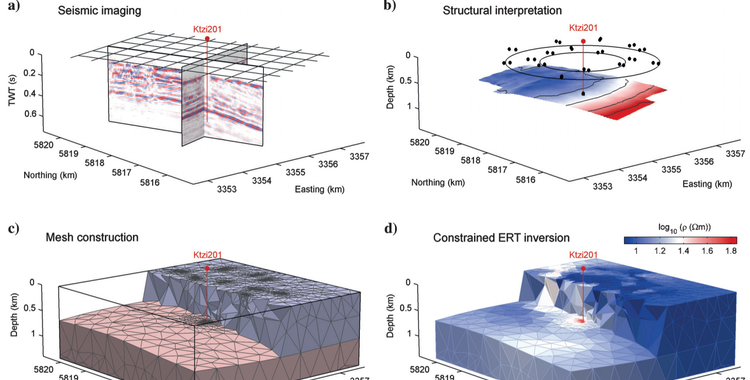 a) Seismic imaging
Ktzi201
0
0.2
0.4
0.6
TWT (s)
5820
5819
5818
5817
5816
Northing (km)
3353
3354
3355
3356
3357
Easting (km)
b) Structural interpretation
Ktzi201
0
0.5
1
Depth (km)
5820
5819
5818
5817
5816
Northing (km)
3353
3354
3355
3356
3357
Easting (km)
c) Mesh construction
Ktzi201
0
0.5
1
Depth (km)
5820
5819
d) Constrained ERT inversion
log10 (ρ (Ωm))
1 1.2 1.4 1.6 1.8
Ktzi201
0
0.5
1
Depth (km)
5820
5819